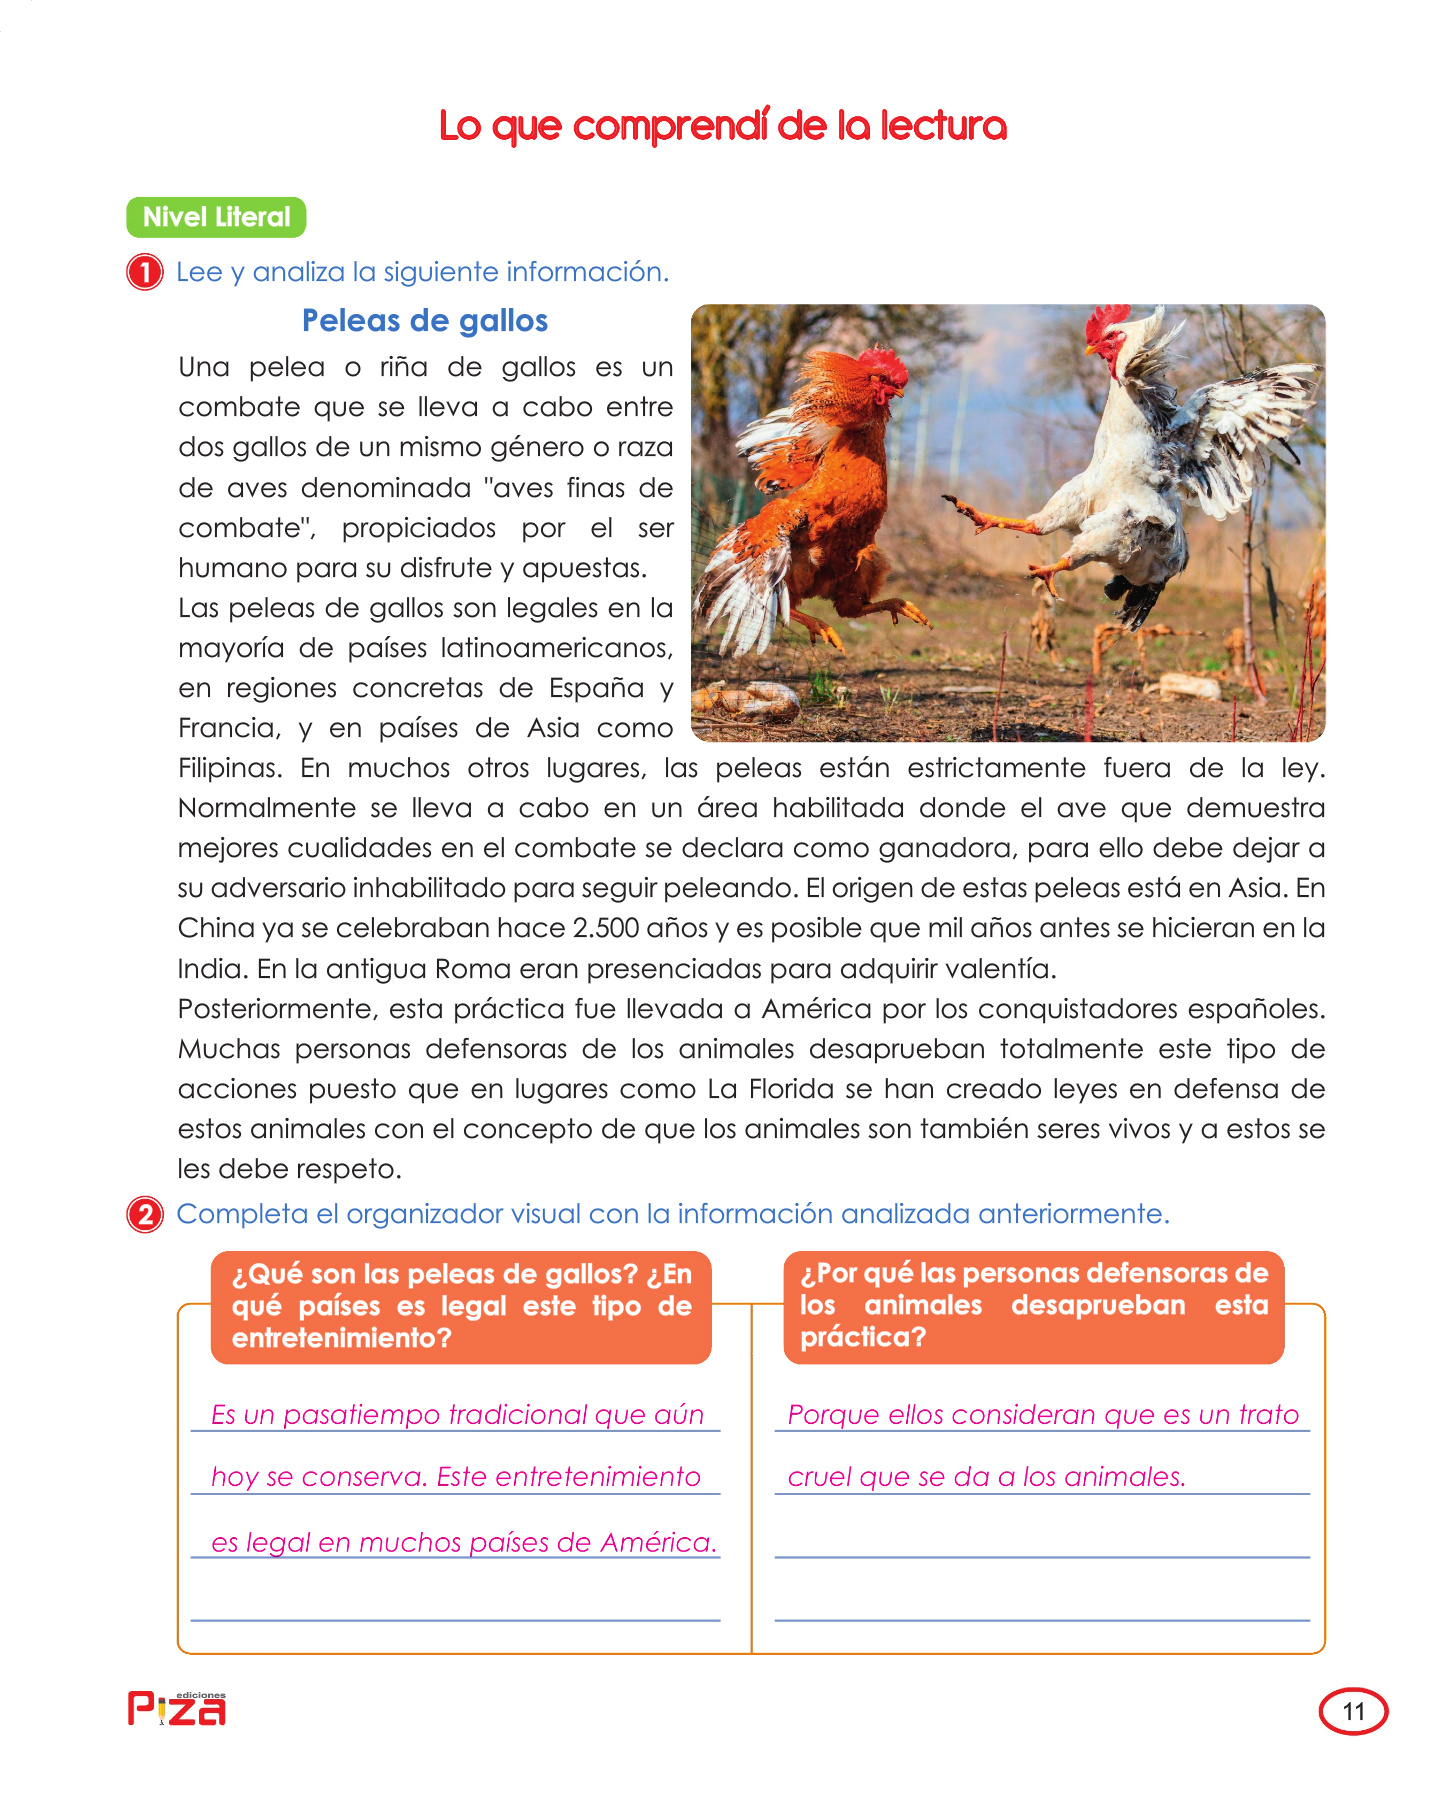 Lo que comprendí de la lectura
Nivel Literal
1 Lee y analiza la siguiente información.
Peleas de gallos
Una pelea o riña de gallos es un
combate que se lleva a cabo entre
dos gallos de un mismo género o raza
de aves denominada "aves finas de
combate", propiciados por el ser
humano para su disfrute y apuestas.
Las peleas de gallos son legales en la
mayoría de países latinoamericanos,
en regiones concretas de España y
Francia, y en países de Asia como
Filipinas. En muchos otros lugares, las peleas están estrictamente fuera de la ley.
Normalmente se lleva a cabo en un área habilitada donde el ave que demuestra
mejores cualidades en el combate se declara como ganadora, para ello debe dejar a
su adversario inhabilitado para seguir peleando. El origen de estas peleas está en Asia. En
China ya se celebraban hace 2.500 años y es posible que mil años antes se hicieran en la
India. En la antigua Roma eran presenciadas para adquirir valentía.
Posteriormente, esta práctica fue llevada a América por los conquistadores españoles.
Muchas personas defensoras de los animales desaprueban totalmente este tipo de
acciones puesto que en lugares como La Florida se han creado leyes en defensa de
estos animales con el concepto de que los animales son también seres vivos y a estos se
les debe respeto.
2 Completa el organizador visual con la información analizada anteriormente.
¿Qué son las peleas de gallos? ¿En
qué países es legal este tipo de
entretenimiento?
Es un pasatiempo tradicional que aún
hoy se conserva. Este entretenimiento
es legal en muchos países de América.
¿Por qué las personas defensoras de
los animales desaprueban esta
práctica?
Porque ellos consideran que es un trato
cruel que se da a los animales.
ediciones
Piza
11